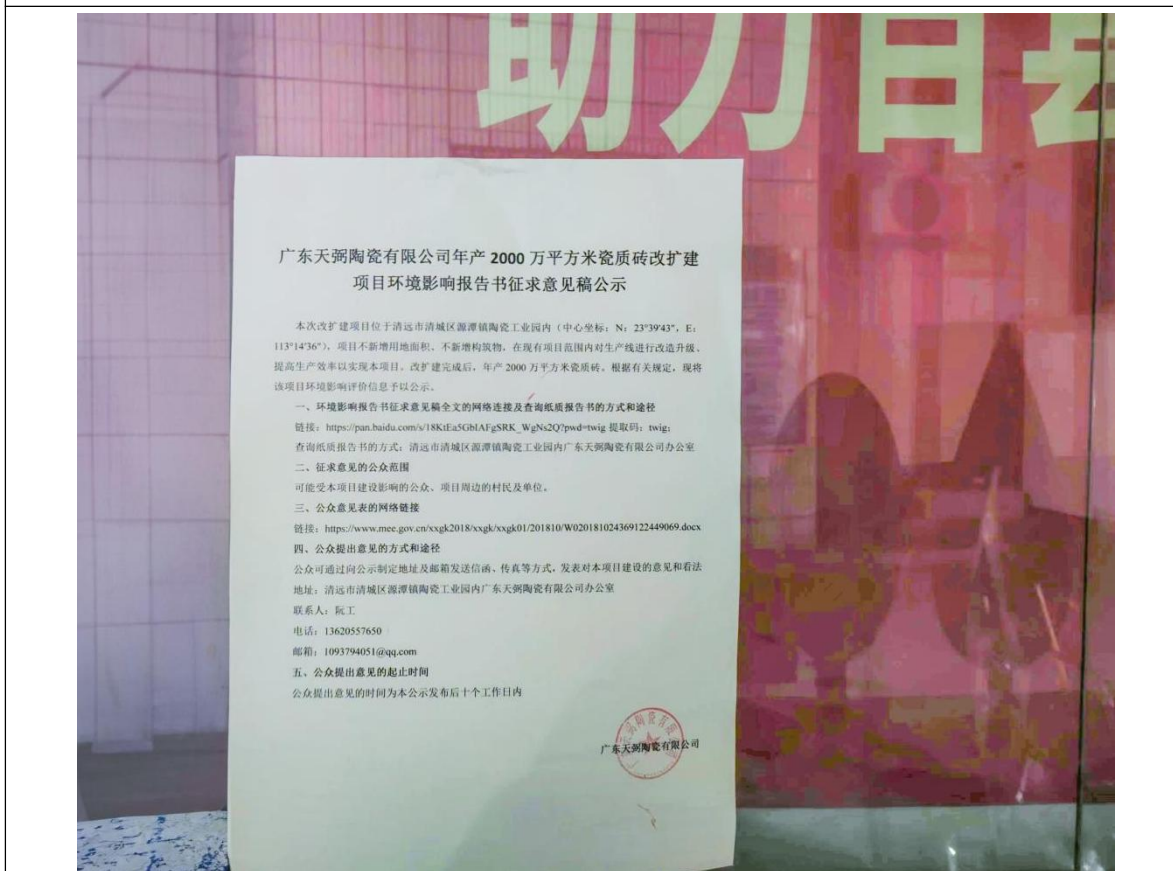 助力百县
广东天弼陶瓷有限公司年产 2000 万平方米瓷质砖改扩建
项目环境影响报告书征求意见稿公示
本次改扩建项目位于清远市清城区源潭镇陶瓷工业园内（中心坐标：N：23°39'43"，E：
113°14'36"），项目不新增用地面积、不新增构筑物，在现有项目范围内对生产线进行改造升级、
提高生产效率以实现本项目。改扩建完成后，年产 2000 万平方米瓷质砖。根据有关规定，现将
该项目环境影响评价信息予以公示。
一、环境影响报告书征求意见稿全文的网络连接及查询纸质报告书的方式和途径
链接：https://pan.baidu.com/s/18KtEa5GbIAFgSRK_WgNs2Q?pwd=twig 提取码：twig；
查询纸质报告书的方式：清远市清城区源潭镇陶瓷工业园内广东天弼陶瓷有限公司办公室
二、征求意见的公众范围
可能受本项目建设影响的公众、项目周边的村民及单位。
三、公众意见表的网络链接
链接：https://www.mee.gov.cn/xxgk2018/xxgk/xxgk01/201810/W020181024369122449069.docx
四、公众提出意见的方式和途径
公众可通过向公示制定地址及邮箱发送信函、传真等方式，发表对本项目建设的意见和看法
地址：清远市清城区源潭镇陶瓷工业园内广东天弼陶瓷有限公司办公室
联系人：阮工
电话：13620557650
邮箱：1093794051@qq.com
五、公众提出意见的起止时间
公众提出意见的时间为本公示发布后十个工作日内
广东天弼陶瓷有限公司